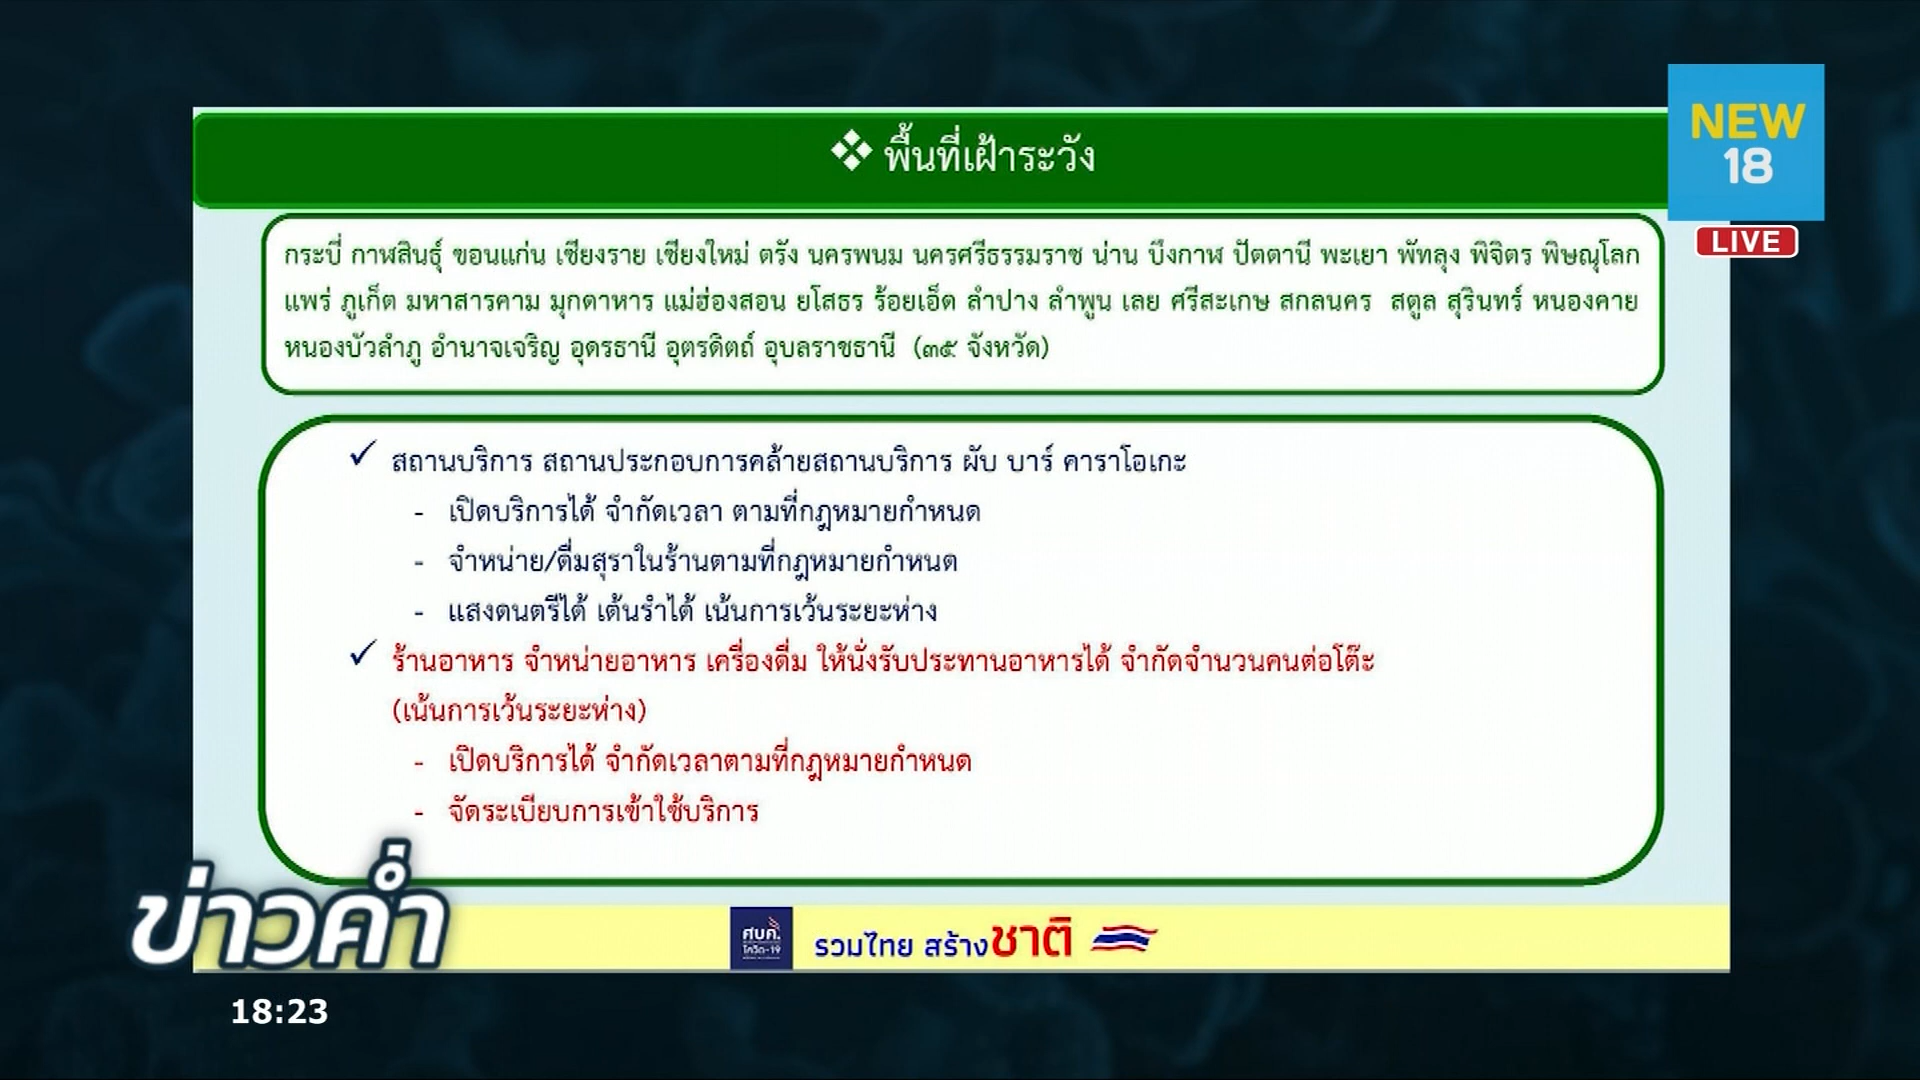 ❖ พื้นที่เฝ้าระวัง
NEW
18
LIVE
กระบี่ กาฬสินธุ์ ขอนแก่น เชียงราย เชียงใหม่ ตรัง นครพนม นครศรีธรรมราช น่าน บึงกาฬ ปัตตานี พะเยา พัทลุง พิจิตร พิษณุโลก
แพร่ ภูเก็ต มหาสารคาม มุกดาหาร แม่ฮ่องสอน ยโสธร ร้อยเอ็ด ลำปาง ลำพูน เลย ศรีสะเกษ สกลนคร สตูล สุรินทร์ หนองคาย
หนองบัวลำภู อำนาจเจริญ อุดรธานี อุตรดิตถ์ อุบลราชธานี (๓๕ จังหวัด)
✓ สถานบริการ สถานประกอบการคล้ายสถานบริการ ผับ บาร์ คาราโอเกะ
- เปิดบริการได้ จำกัดเวลา ตามที่กฎหมายกำหนด
- จำหน่าย/ดื่มสุราในร้านตามที่กฎหมายกำหนด
- แสงดนตรีได้ เต้นรำได้ เน้นการเว้นระยะห่าง
✓ ร้านอาหาร จำหน่ายอาหาร เครื่องดื่ม ให้นั่งรับประทานอาหารได้ จำกัดจำนวนคนต่อโต๊ะ
(เน้นการเว้นระยะห่าง)
- เปิดบริการได้ จำกัดเวลาตามที่กฎหมายกำหนด
- จัดระเบียบการเข้าใช้บริการ
ข่าวค่ำ
ศบค.
โควิด-19
รวมไทย สร้างชาติ
18:23